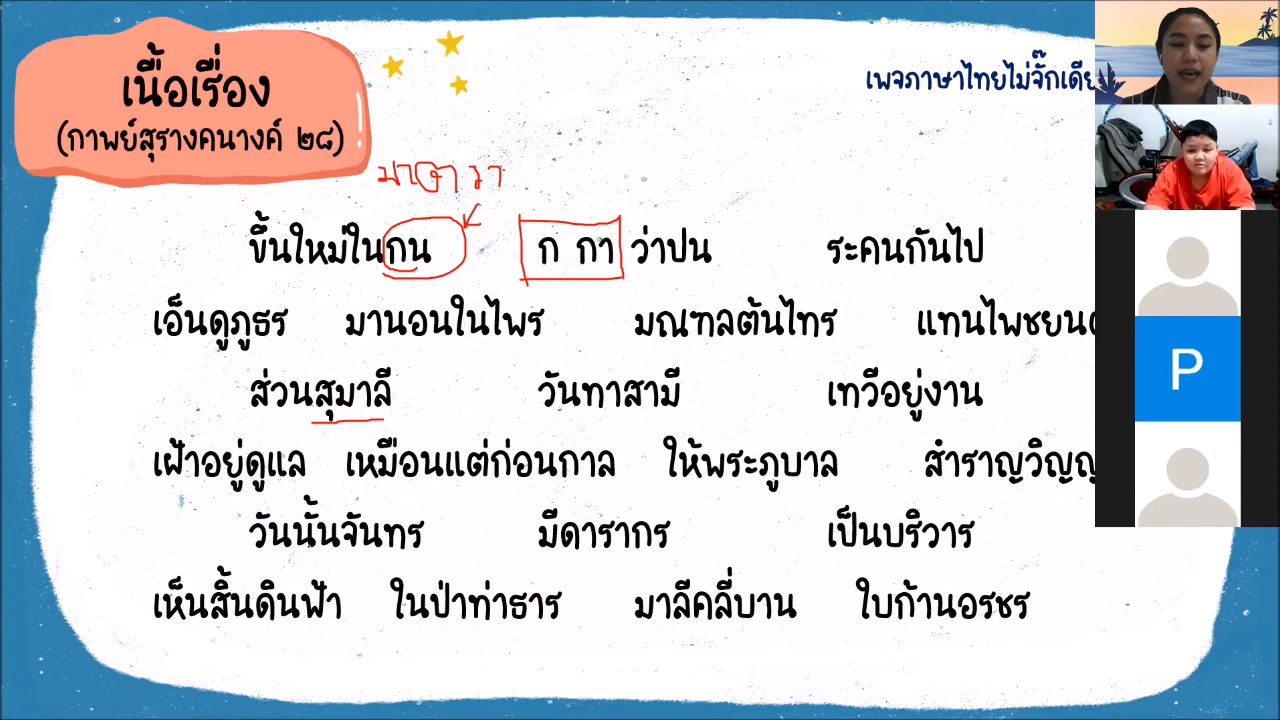 เนื้อเรื่อง
(กาพย์สุรางคนางค์ ๒๘)
เพจภาษาไทยไม่จั๊กเดีย
มาตรา
ขึ้นใหม่ในกน ก กา ว่าปน ระคนกันไป
เอ็นดูภูธร มานอนในไพร มณฑลต้นไทร แทนไพชยนต
ส่วนสุมาลี วันทาสามี เทวีอยู่งาน
เฝ้าอยู่ดูแล เหมือนแต่ก่อนกาล ให้พระภูบาล สำราญวิญญ
วันนั้นจันทร มีดารากร เป็นบริวาร
เห็นสิ้นดินฟ้า ในป่าท่าธาร มาลีคลี่บาน ใบก้านอรชร
P